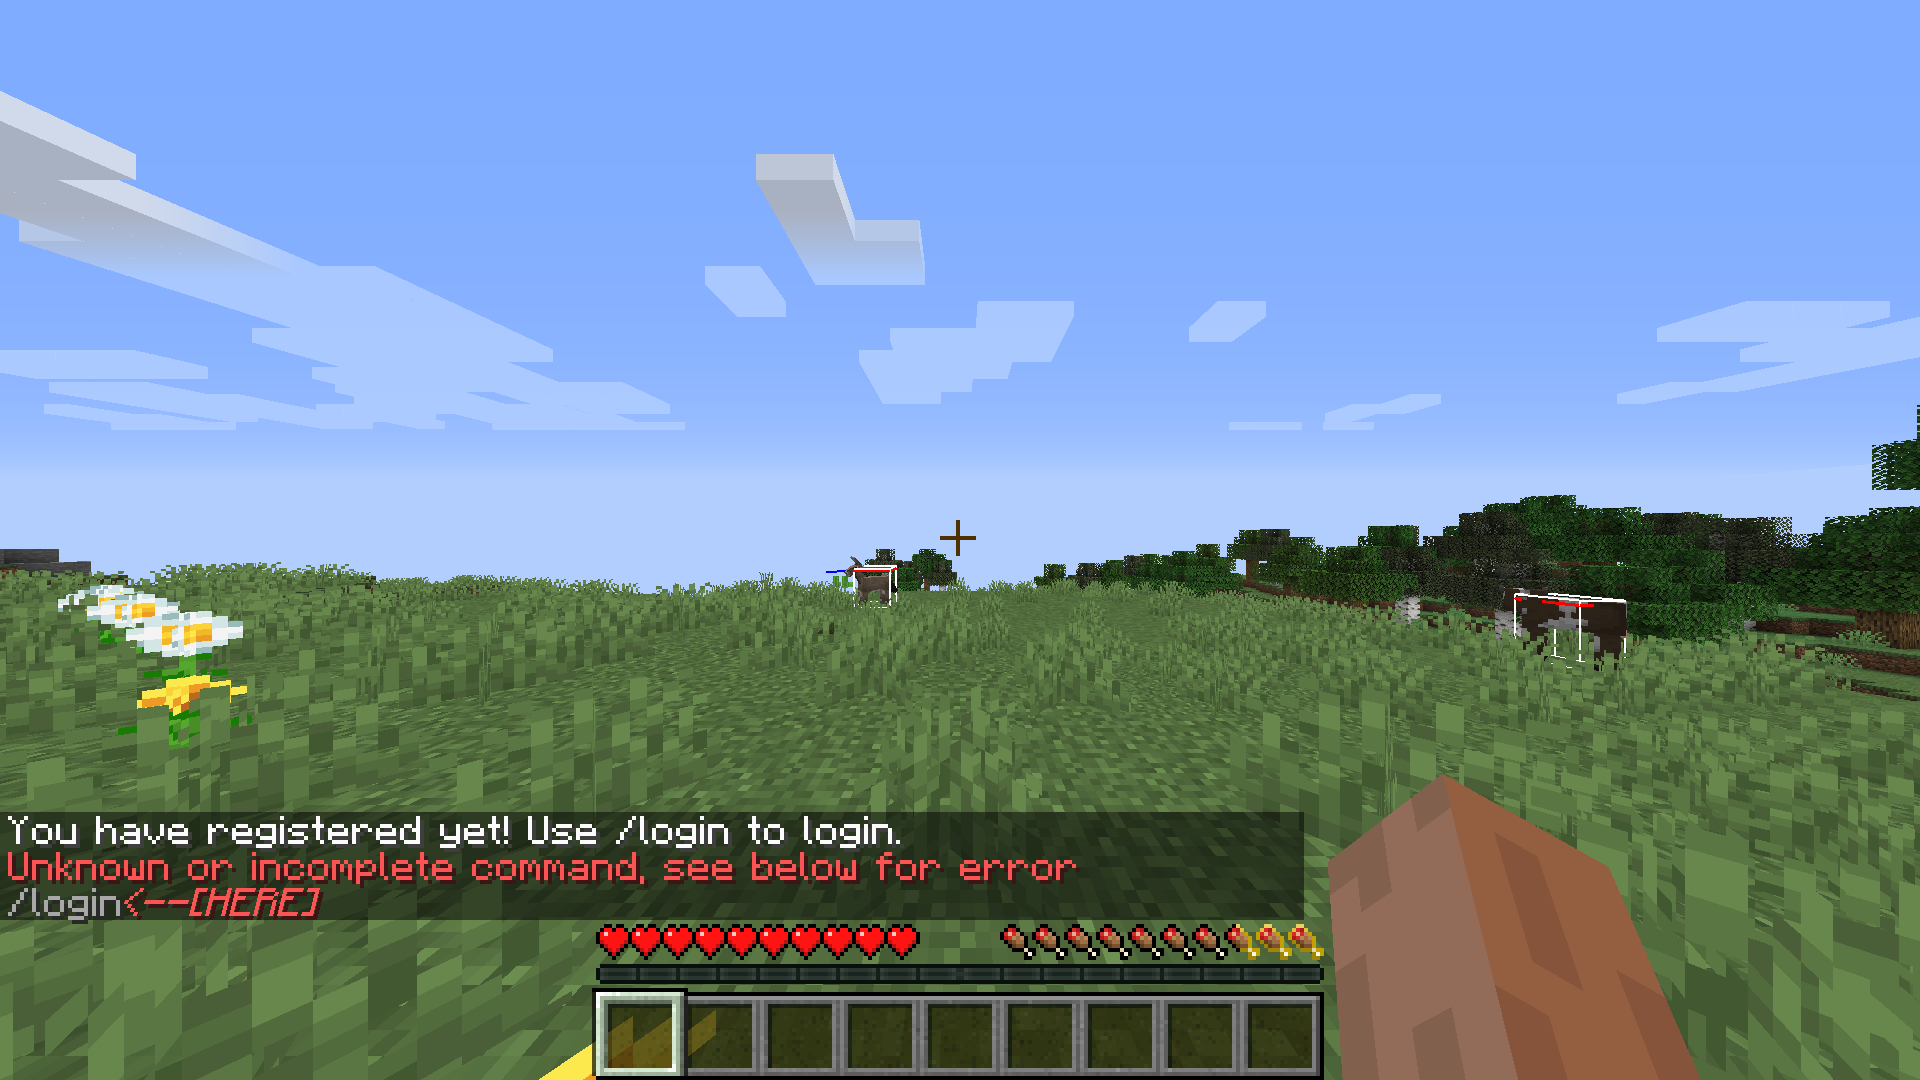 You have registered yet! Use /login to login.
Unknown or incomplete command, see below for error
/login<--[HERE]